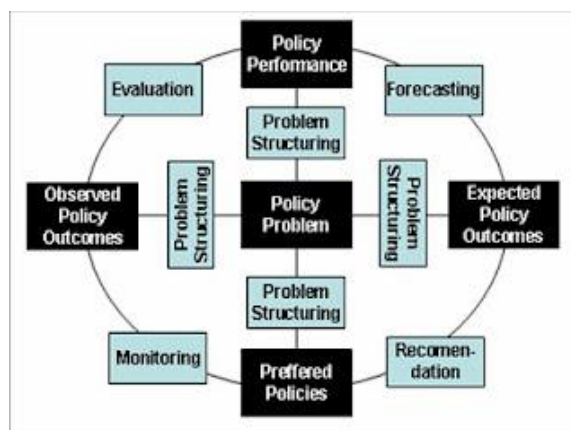 Policy
Performance
Evaluation
Forecasting
Problem
Structuring
Observed
Policy
Outcomes
Problem
Structuring
Policy
Problem
Problem
Structuring
Expected
Policy
Outcomes
Problem
Structuring
Monitoring
Preffered
Policies
Recomen-
dation